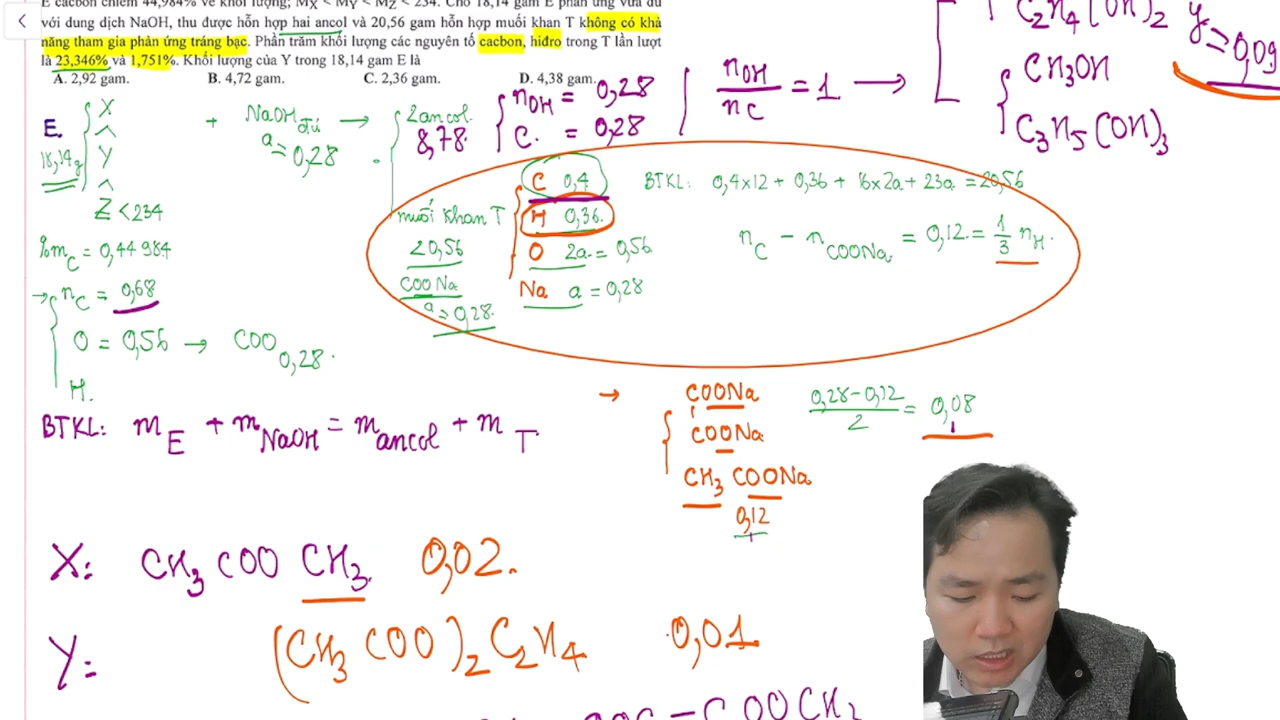 E cacbon chiếm 44,984% về khối lượng; MX < MY < MZ < 234. Cho 18,14 gam E phản ứng vừa đủ
với dung dịch NaOH, thu được hỗn hợp hai ancol và 20,56 gam hỗn hợp muối khan T không có khả
năng tham gia phản ứng tráng bạc. Phần trăm khối lượng các nguyên tố cacbon, hiđro trong T lần lượt
là 23,346% và 1,751%. Khối lượng của Y trong 18,14 gam E là
A. 2,92 gam. B. 4,72 gam. C. 2,36 gam. D. 4,38 gam.
C2H4(OH)2 y = 0,09
CH3OH
C3H5(OH)3
nOH / nC = 1 →
nOH = 0,28
C. = 0,28
E. 18,14g
X
^
Y
^
Z < 234
+ NaOH đủ →
a = 0,28
2 ancol.
8,78.
muối khan T
20,56
COONa
a = 0,28.
C 0,4
H 0,36.
O 2a = 0,56
Na a = 0,28
BTKL: 0,4x12 + 0,36 + 16x2a + 23a = 20,56
nC - nCOONa = 0,12 = 1/3 nH.
%mC = 0,44984
→ nC = 0,68
O = 0,56 → COO 0,28.
H.
BTKL: mE + mNaOH = mancol + mT.
→ COONa
COONa
(0,28-0,12)/2 = 0,08
CH3 COONa
0,12
X: CH3COOCH3. 0,02.
Y: (CH3COO)2C2H4 0,01
OOC-COOCH3